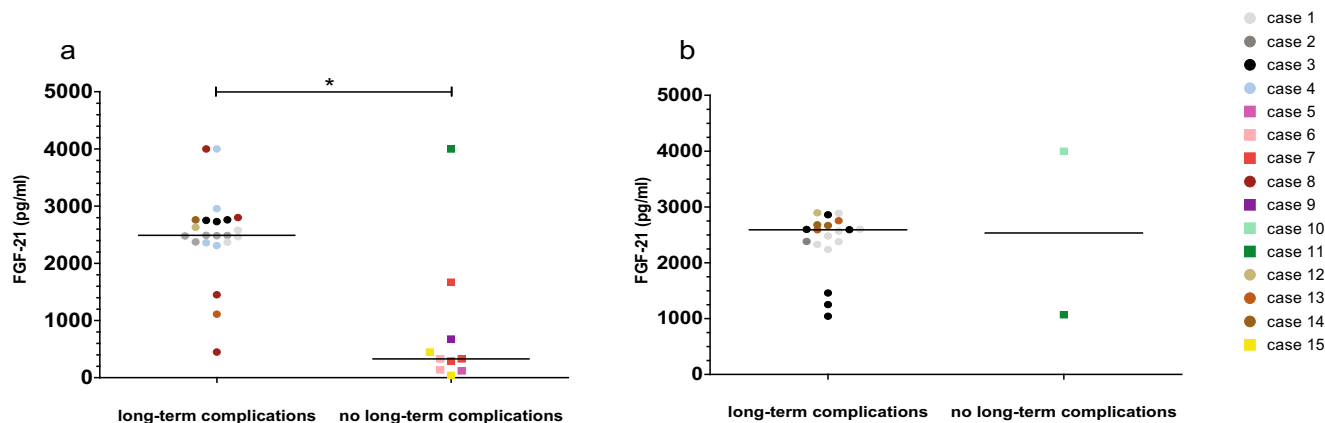 a
*
5000
4000
3000
2000
1000
0
FGF-21 (pg/ml)
long-term complications no long-term complications
b
5000
4000
3000
2000
1000
0
FGF-21 (pg/ml)
long-term complications no long-term complications
case 1
case 2
case 3
case 4
case 5
case 6
case 7
case 8
case 9
case 10
case 11
case 12
case 13
case 14
case 15